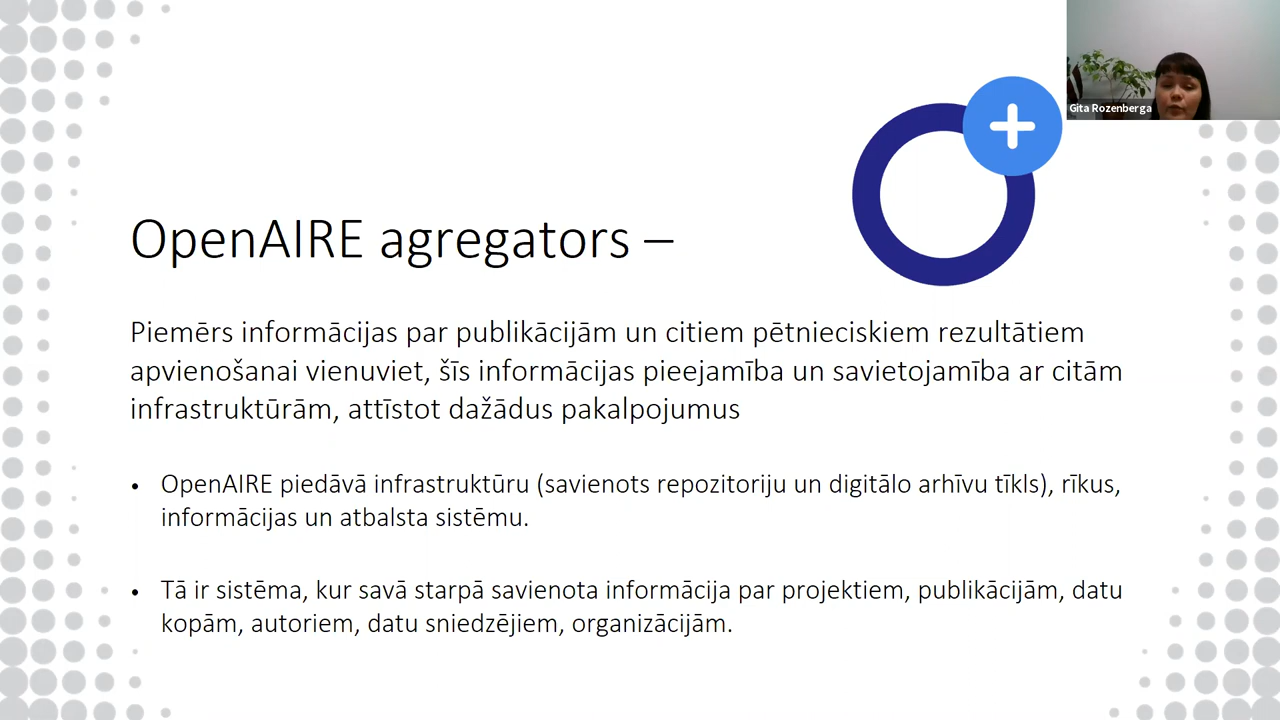 Gita Rozenberga
OpenAIRE agregators –
Piemērs informācijas par publikācijām un citiem pētnieciskiem rezultātiem
apvienošanai vienuviet, šīs informācijas pieejamība un savietojamība ar citām
infrastruktūrām, attīstot dažādus pakalpojumus
• OpenAIRE piedāvā infrastruktūru (savienots repozitoriju un digitālo arhīvu tīkls), rīkus,
informācijas un atbalsta sistēmu.
• Tā ir sistēma, kur savā starpā savienota informācija par projektiem, publikācijām, datu
kopām, autoriem, datu sniedzējiem, organizācijām.